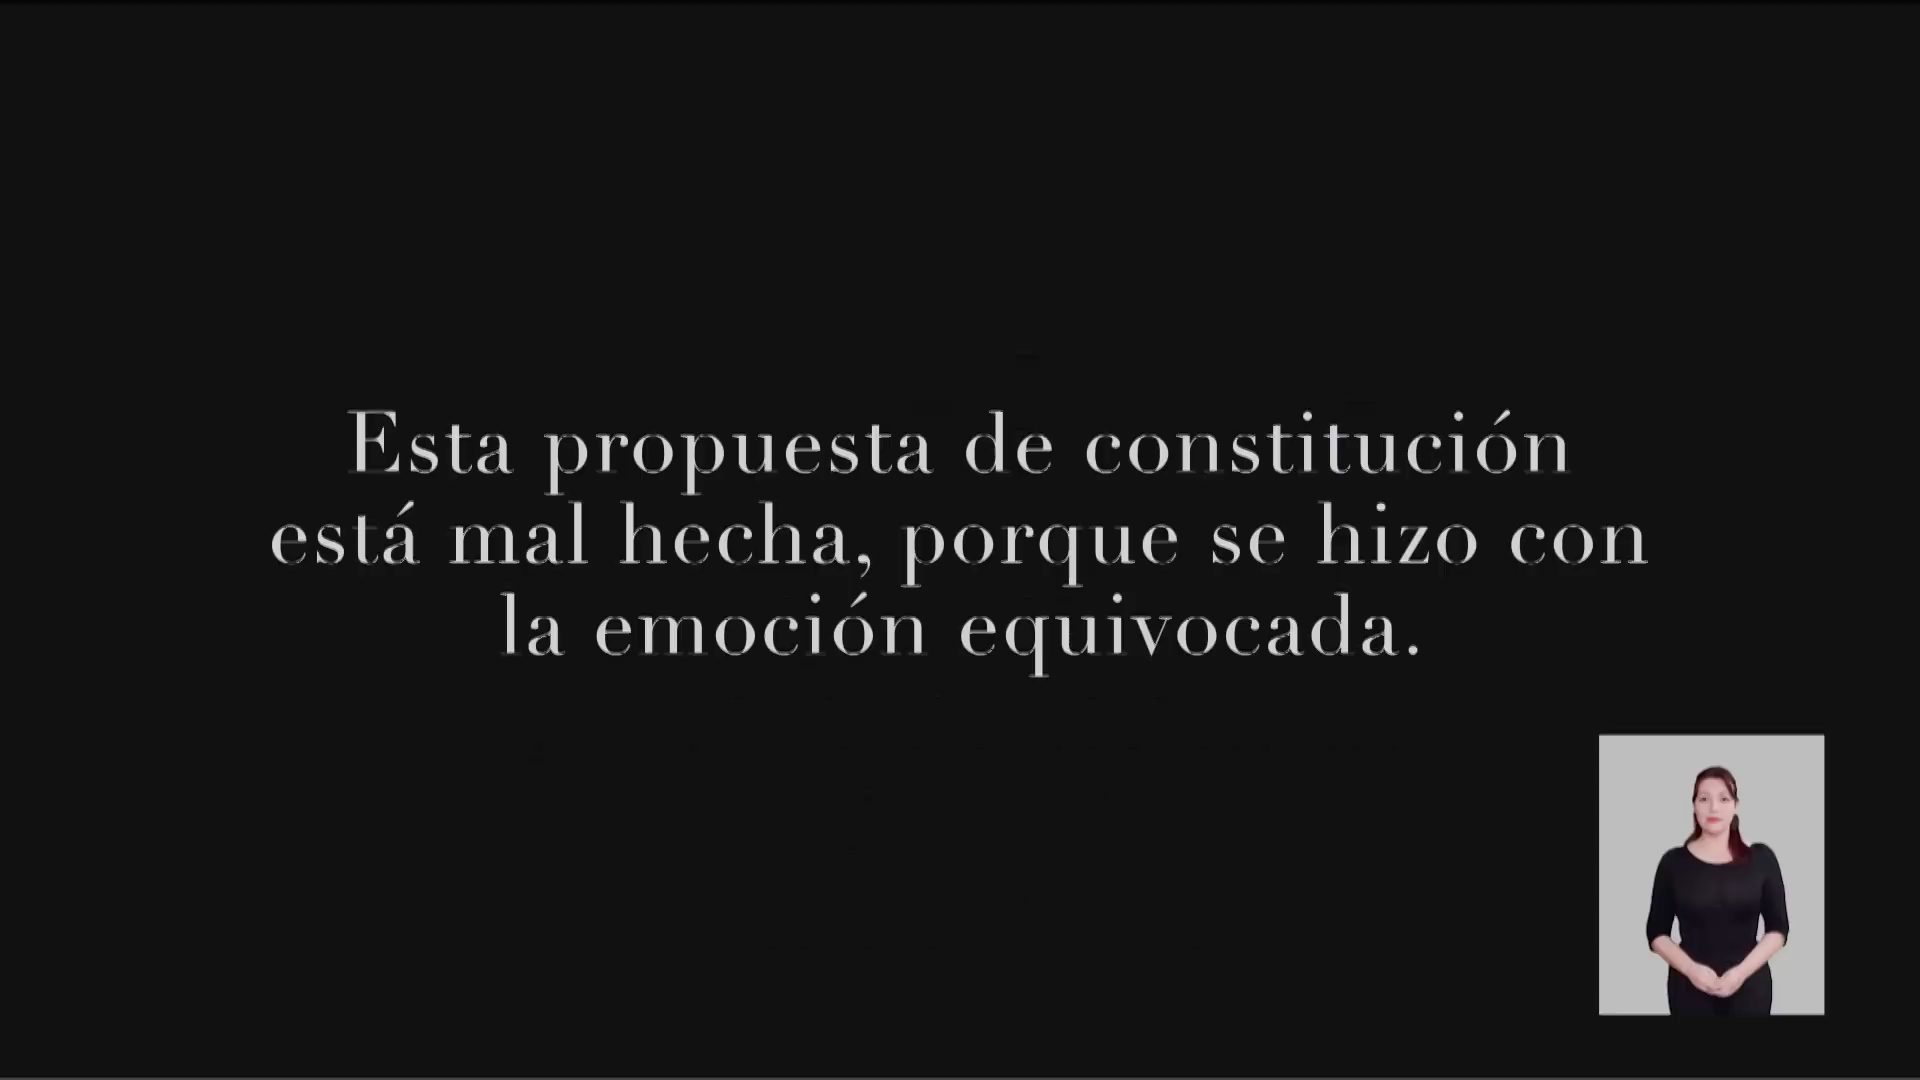 Esta propuesta de constitución
está mal hecha, porque se hizo con
la emoción equivocada.